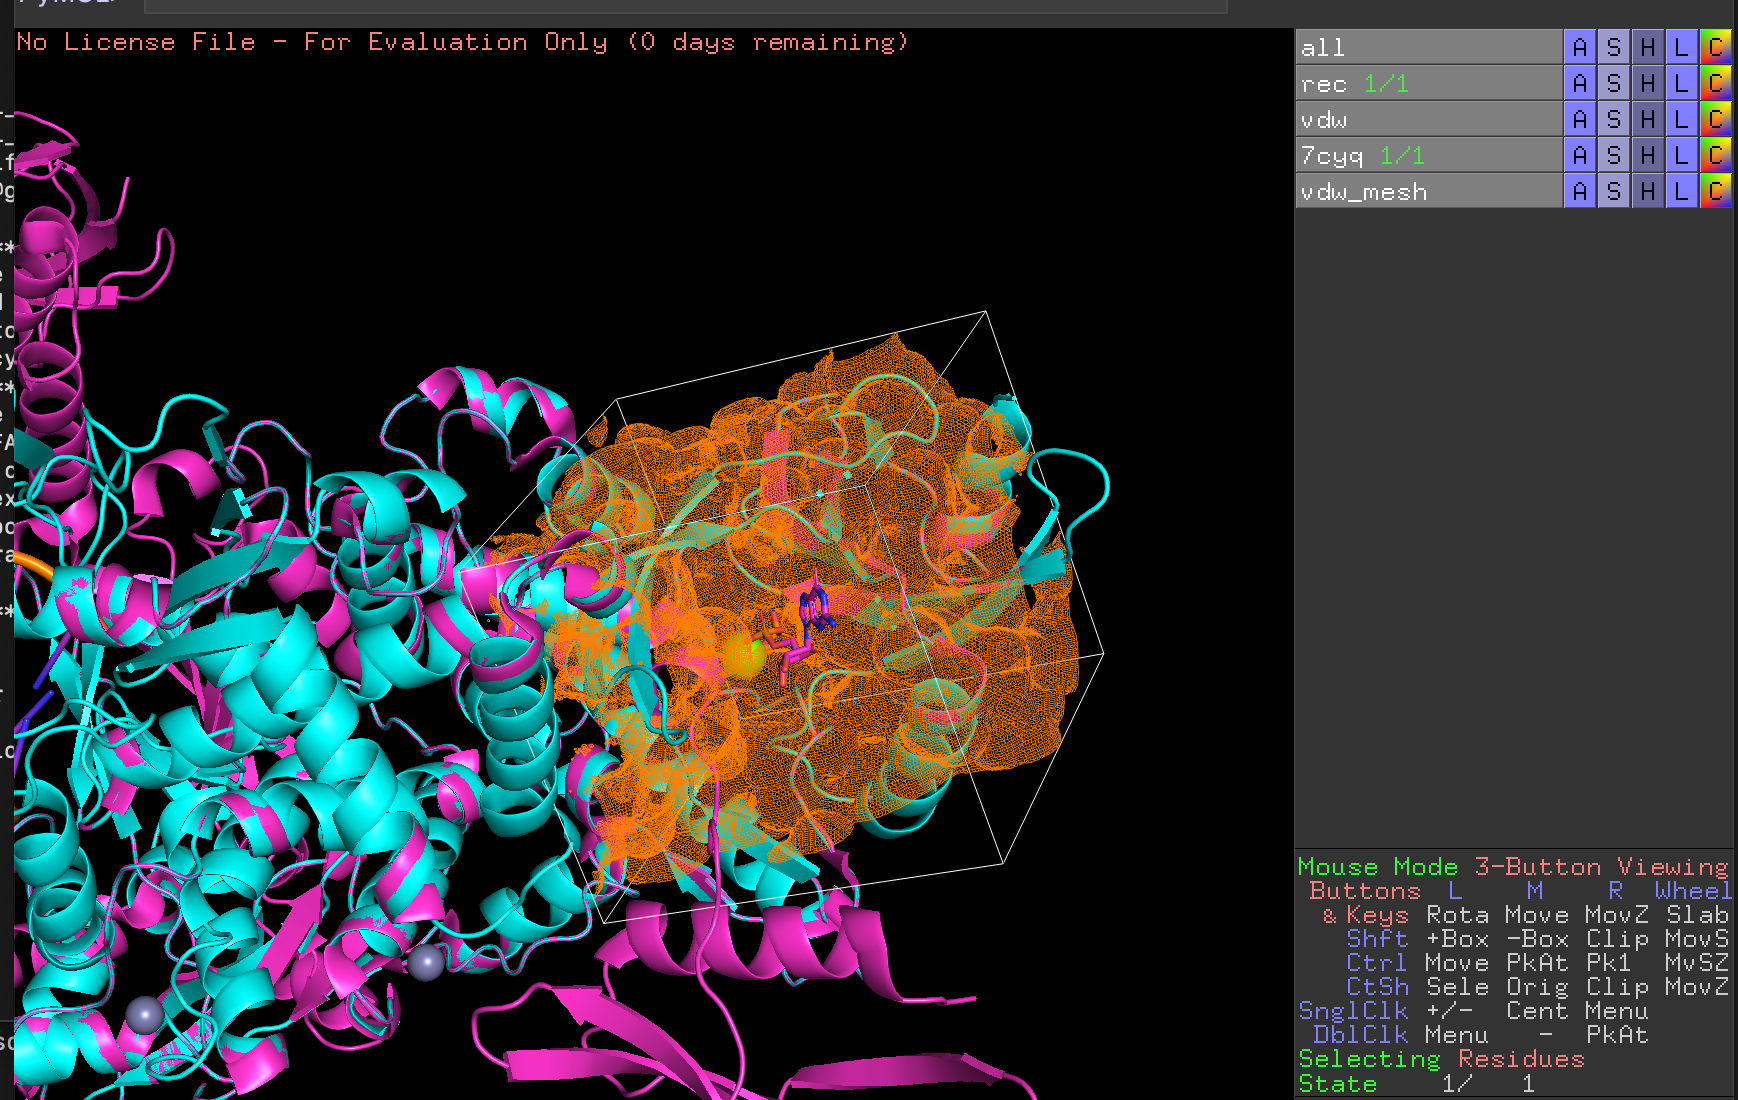 No License File - For Evaluation Only (0 days remaining)
all A S H L C
rec 1/1 A S H L C
vdw A S H L C
7cyq 1/1 A S H L C
vdw_mesh A S H L C
Mouse Mode 3-Button Viewing
Buttons L M R Wheel
& Keys Rota Move MovZ Slab
Shft +Box -Box Clip MovS
Ctrl Move PkAt Pk1 MvSZ
CtSh Sele Orig Clip MovZ
SnglClk +/- Cent Menu
DblClk Menu - PkAt
Selecting Residues
State 1/ 1